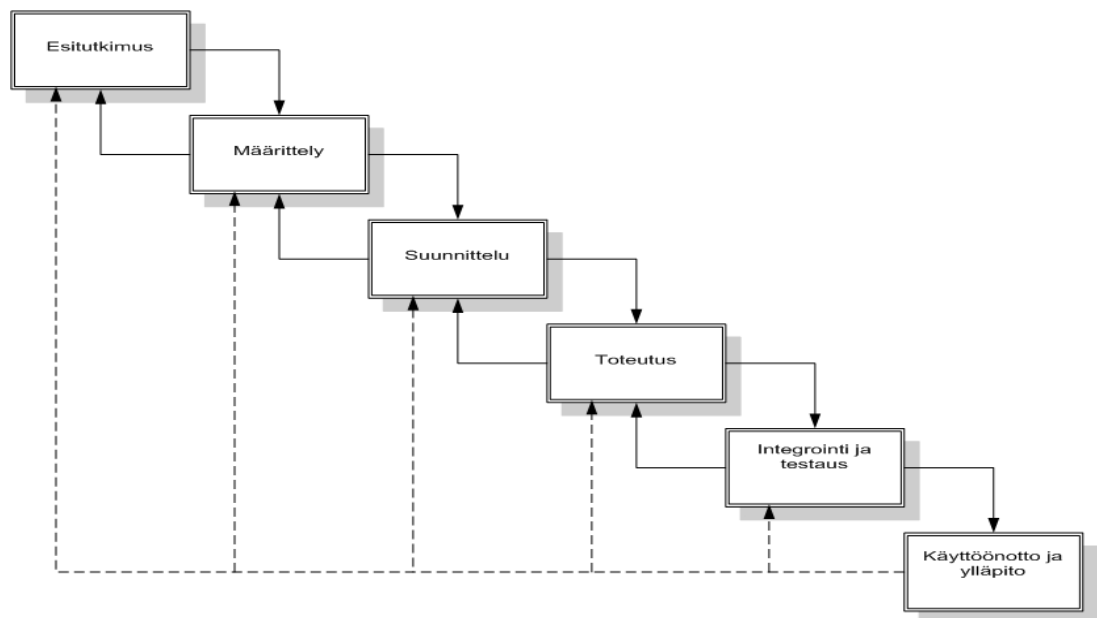 Esitutkimus
Määrittely
Suunnittelu
Toteutus
Integrointi ja
testaus
Käyttöönotto ja
ylläpito